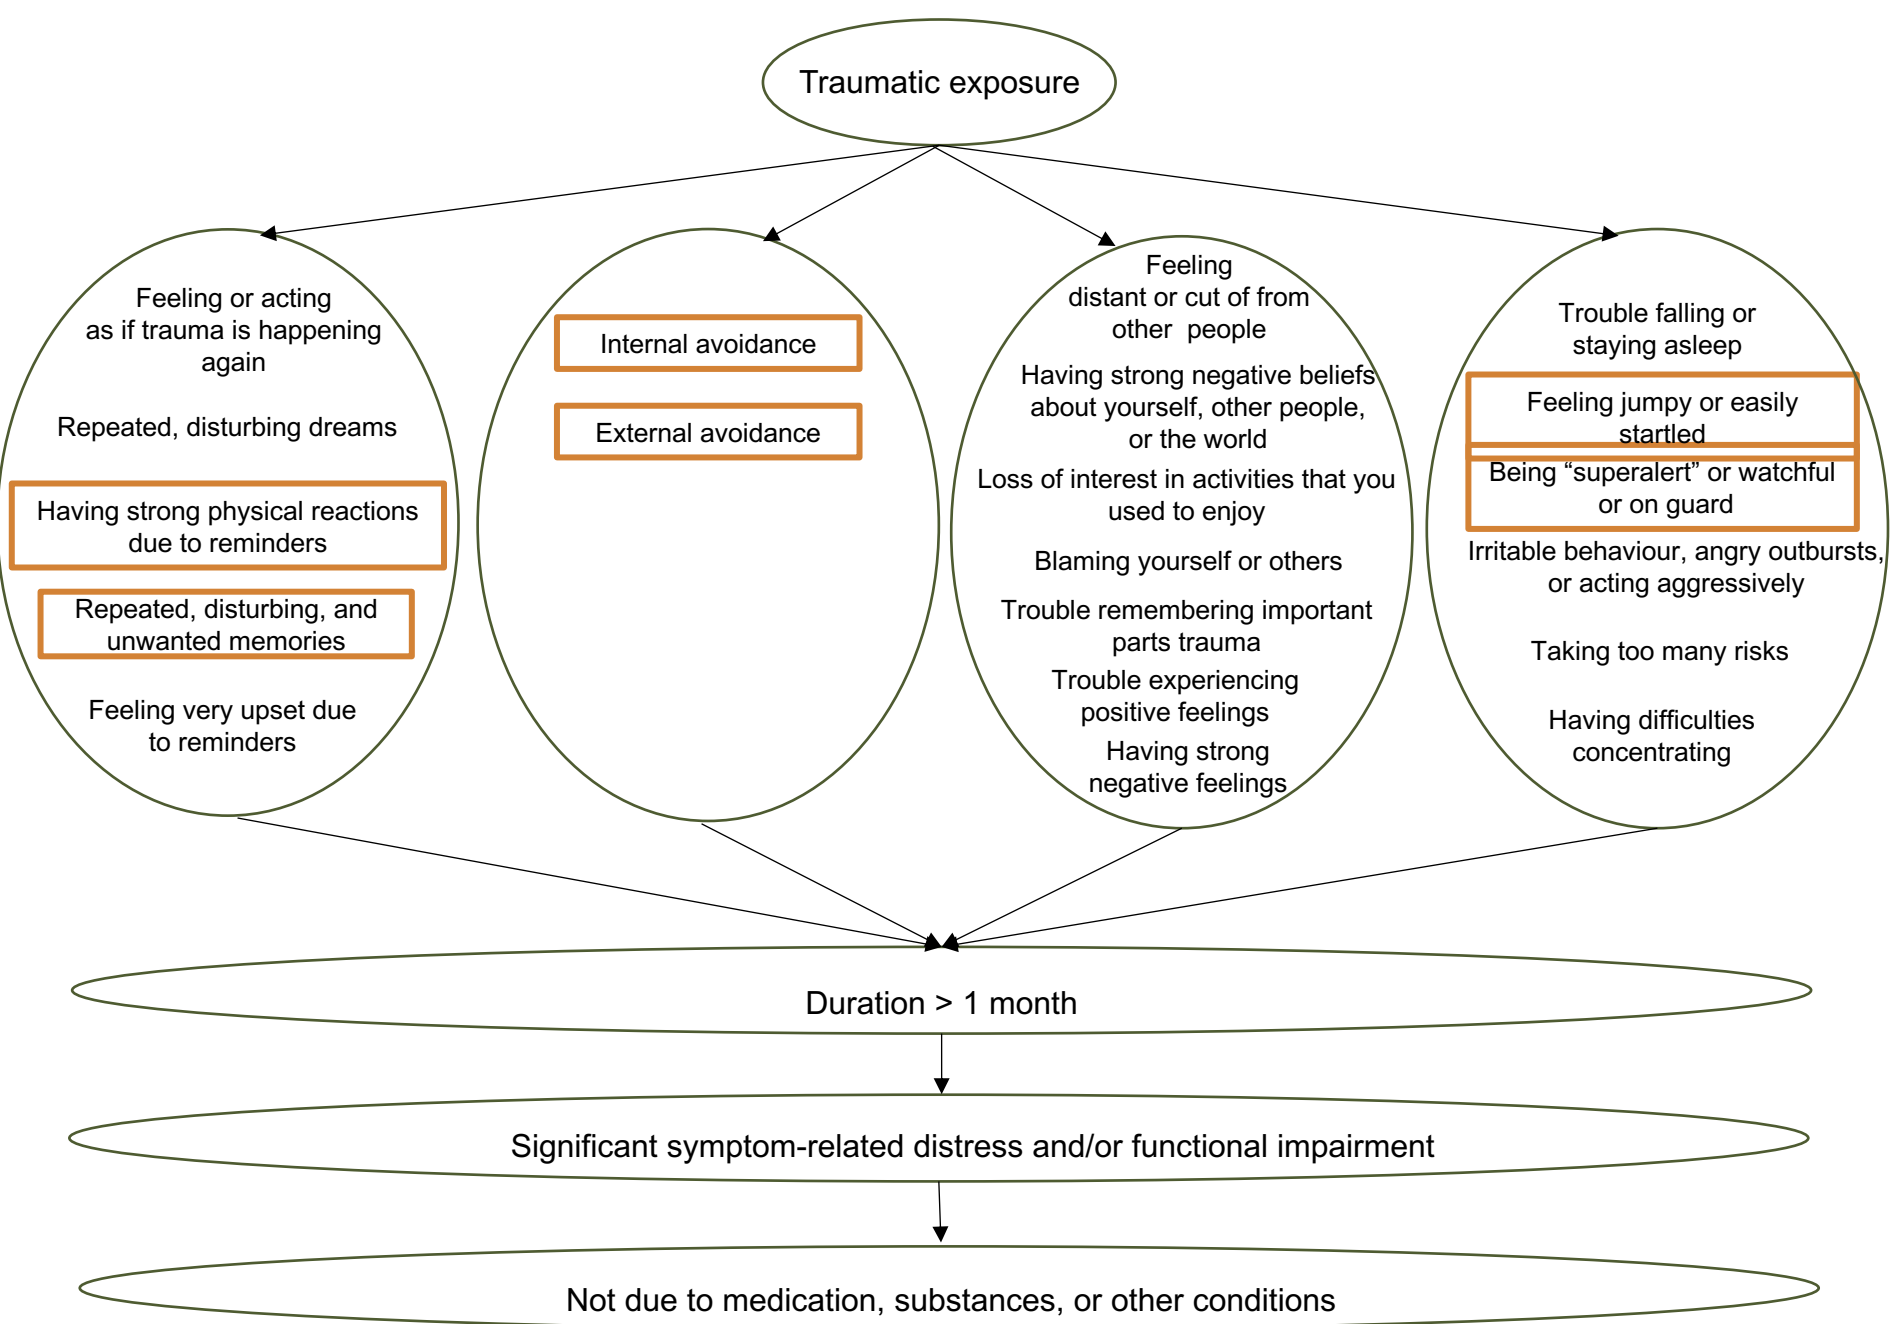 Traumatic exposure
Feeling or acting
as if trauma is happening
again
Repeated, disturbing dreams
Having strong physical reactions
due to reminders
Repeated, disturbing, and
unwanted memories
Feeling very upset due
to reminders
Internal avoidance
External avoidance
Feeling
distant or cut of from
other people
Having strong negative beliefs
about yourself, other people,
or the world
Loss of interest in activities that you
used to enjoy
Blaming yourself or others
Trouble remembering important
parts trauma
Trouble experiencing
positive feelings
Having strong
negative feelings
Trouble falling or
staying asleep
Feeling jumpy or easily
startled
Being “superalert” or watchful
or on guard
Irritable behaviour, angry outbursts,
or acting aggressively
Taking too many risks
Having difficulties
concentrating
Duration > 1 month
Significant symptom-related distress and/or functional impairment
Not due to medication, substances, or other conditions